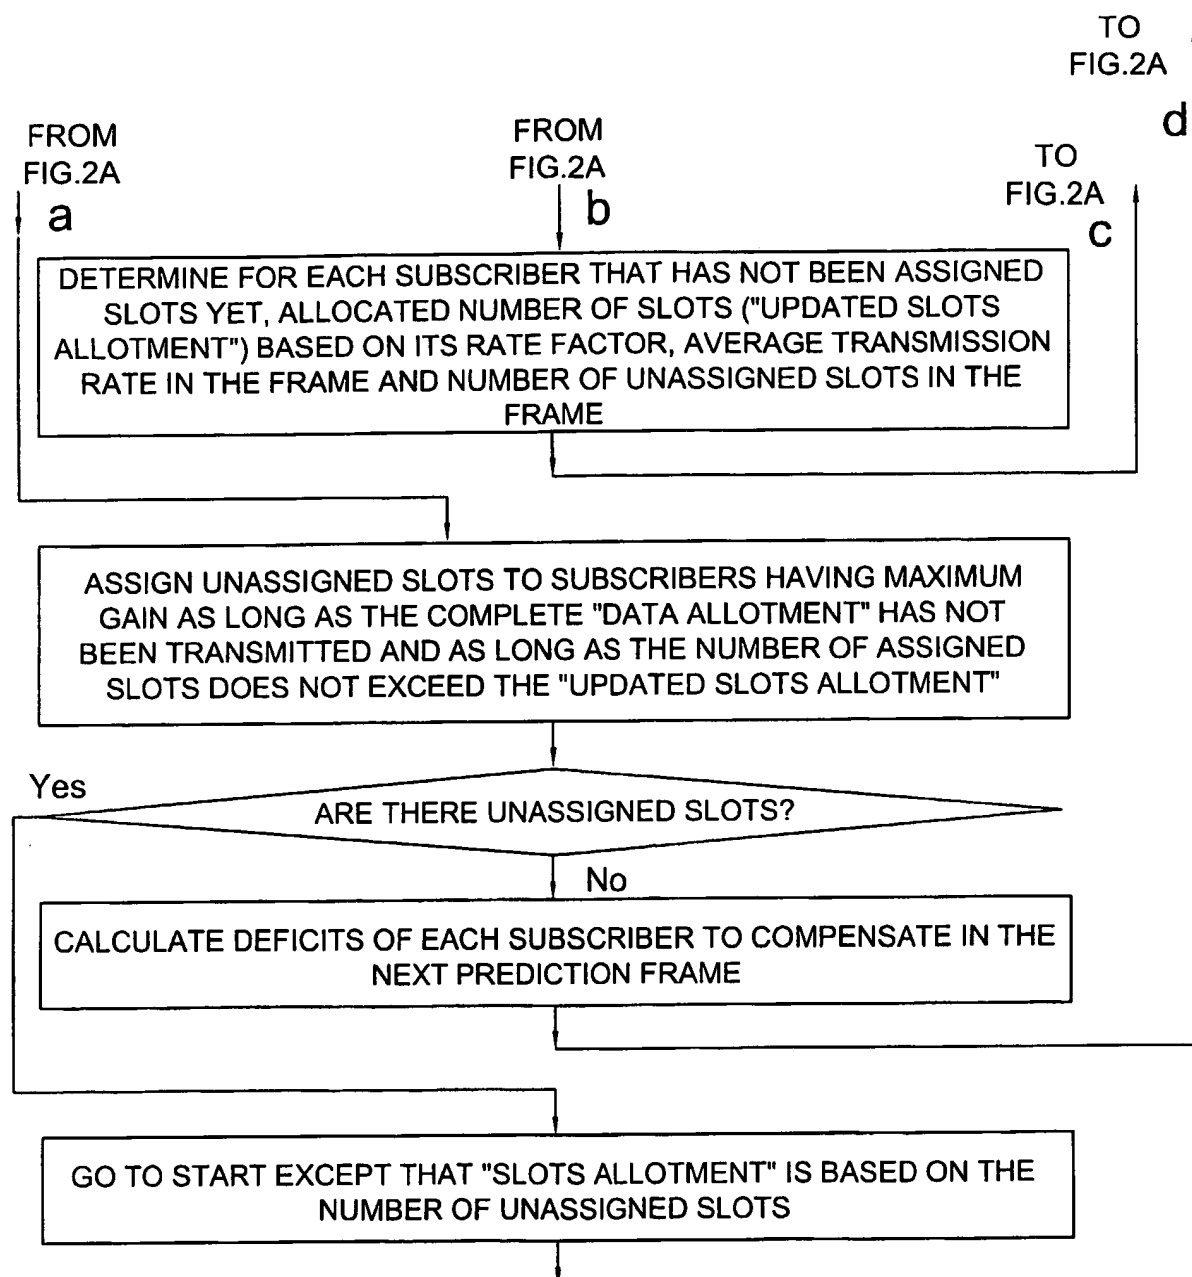 TO
FIG.2A
d
FROM
FIG.2A
a
FROM
FIG.2A
b
TO
FIG.2A
c
DETERMINE FOR EACH SUBSCRIBER THAT HAS NOT BEEN ASSIGNED
SLOTS YET, ALLOCATED NUMBER OF SLOTS ("UPDATED SLOTS
ALLOTMENT") BASED ON ITS RATE FACTOR, AVERAGE TRANSMISSION
RATE IN THE FRAME AND NUMBER OF UNASSIGNED SLOTS IN THE
FRAME
ASSIGN UNASSIGNED SLOTS TO SUBSCRIBERS HAVING MAXIMUM
GAIN AS LONG AS THE COMPLETE "DATA ALLOTMENT" HAS NOT
BEEN TRANSMITTED AND AS LONG AS THE NUMBER OF ASSIGNED
SLOTS DOES NOT EXCEED THE "UPDATED SLOTS ALLOTMENT"
Yes
ARE THERE UNASSIGNED SLOTS?
No
CALCULATE DEFICITS OF EACH SUBSCRIBER TO COMPENSATE IN THE
NEXT PREDICTION FRAME
GO TO START EXCEPT THAT "SLOTS ALLOTMENT" IS BASED ON THE
NUMBER OF UNASSIGNED SLOTS